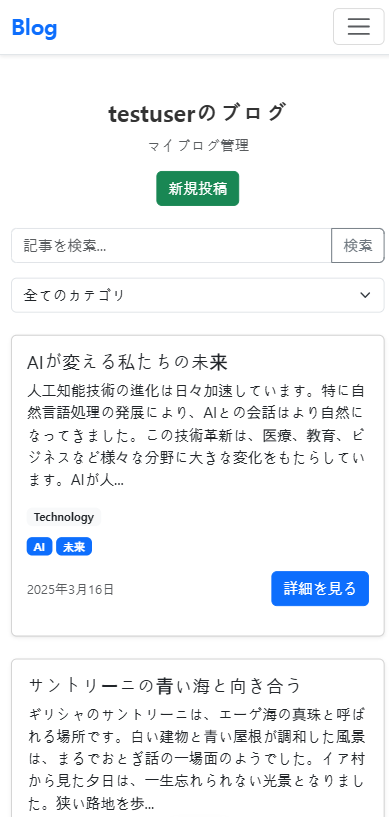 Blog
testuserのブログ
マイブログ管理
新規投稿
記事を検索...
検索
全てのカテゴリ
AIが変える私たちの未来
人工知能技術の進化は日々加速しています。特に自
然言語処理の発展により、AIとの会話はより自然に
なってきました。この技術革新は、医療、教育、ビ
ジネスなど様々な分野に大きな変化をもたらしてい
ます。AIが人...
Technology
AI 未来
2025年3月16日
詳細を見る
サントリーニの青い海と向き合う
ギリシャのサントリーニは、エーゲ海の真珠と呼ば
れる場所です。白い建物と青い屋根が調和した風景
は、まるでおとぎ話の一場面のようでした。イア村
から見た夕日は、一生忘れられない光景となりまし
た。狭い路地を歩...